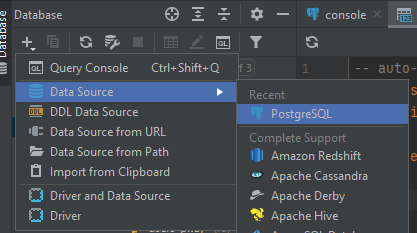 Database
Database
console
f 3
1
-- auto-
Query Console Ctrl+Shift+Q
Data Source
DDL Data Source
Data Source from URL
Data Source from Path
Import from Clipboard
Driver and Data Source
Driver
Recent
PostgreSQL
Complete Support
Amazon Redshift
Apache Cassandra
Apache Derby
Apache Hive